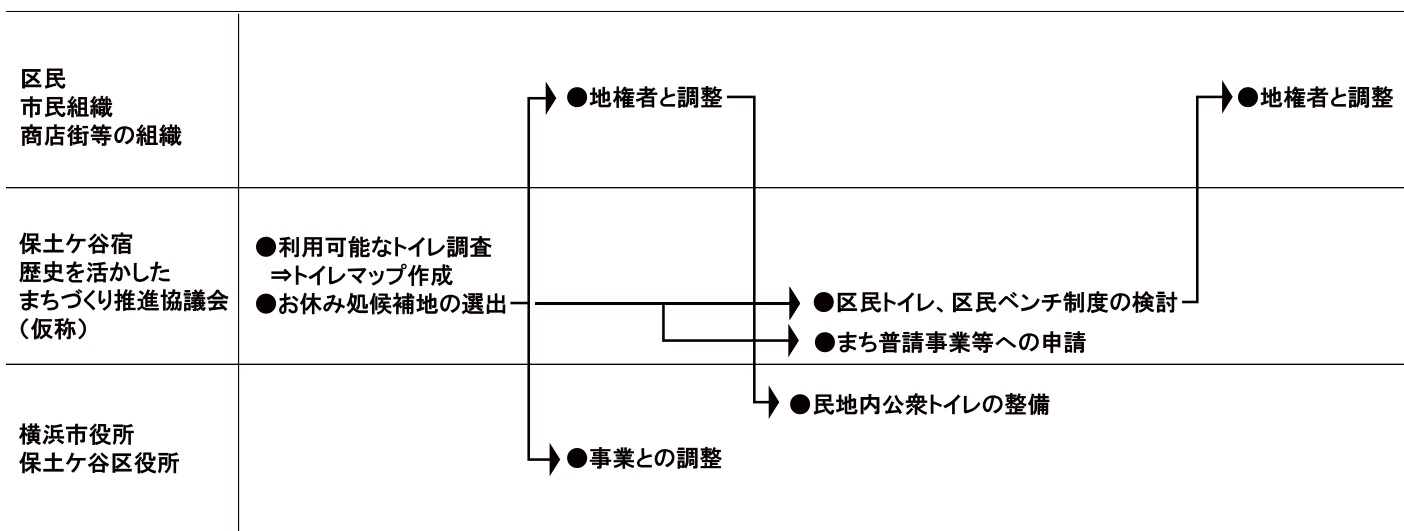 区民
市民組織
商店街等の組織
●地権者と調整
●地権者と調整
保土ケ谷宿
歴史を活かした
まちづくり推進協議会
（仮称）
●利用可能なトイレ調査
⇒トイレマップ作成
●お休み処候補地の選出
●区民トイレ、区民ベンチ制度の検討
●まち普請事業等への申請
横浜市役所
保土ケ谷区役所
●民地内公衆トイレの整備
●事業との調整